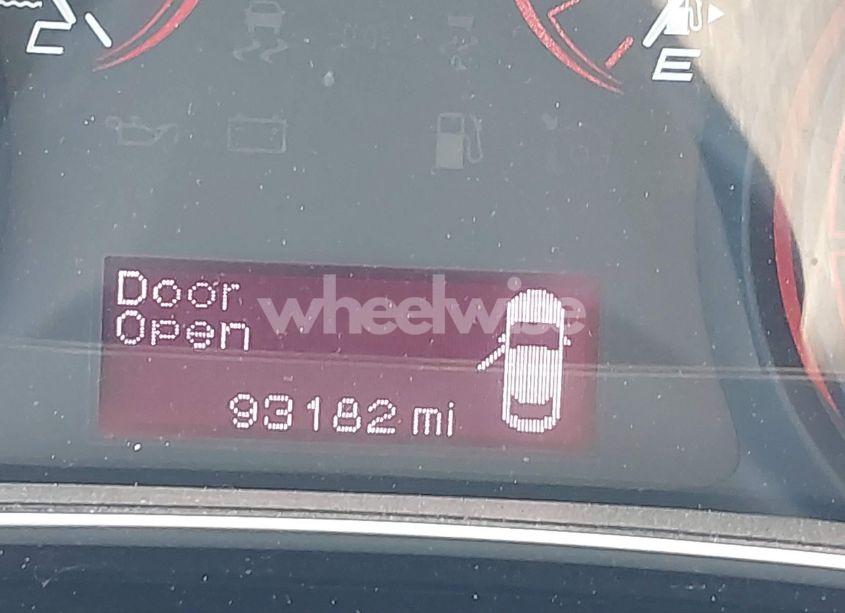 C
E
Door
Open
wheelwise
93182 mi